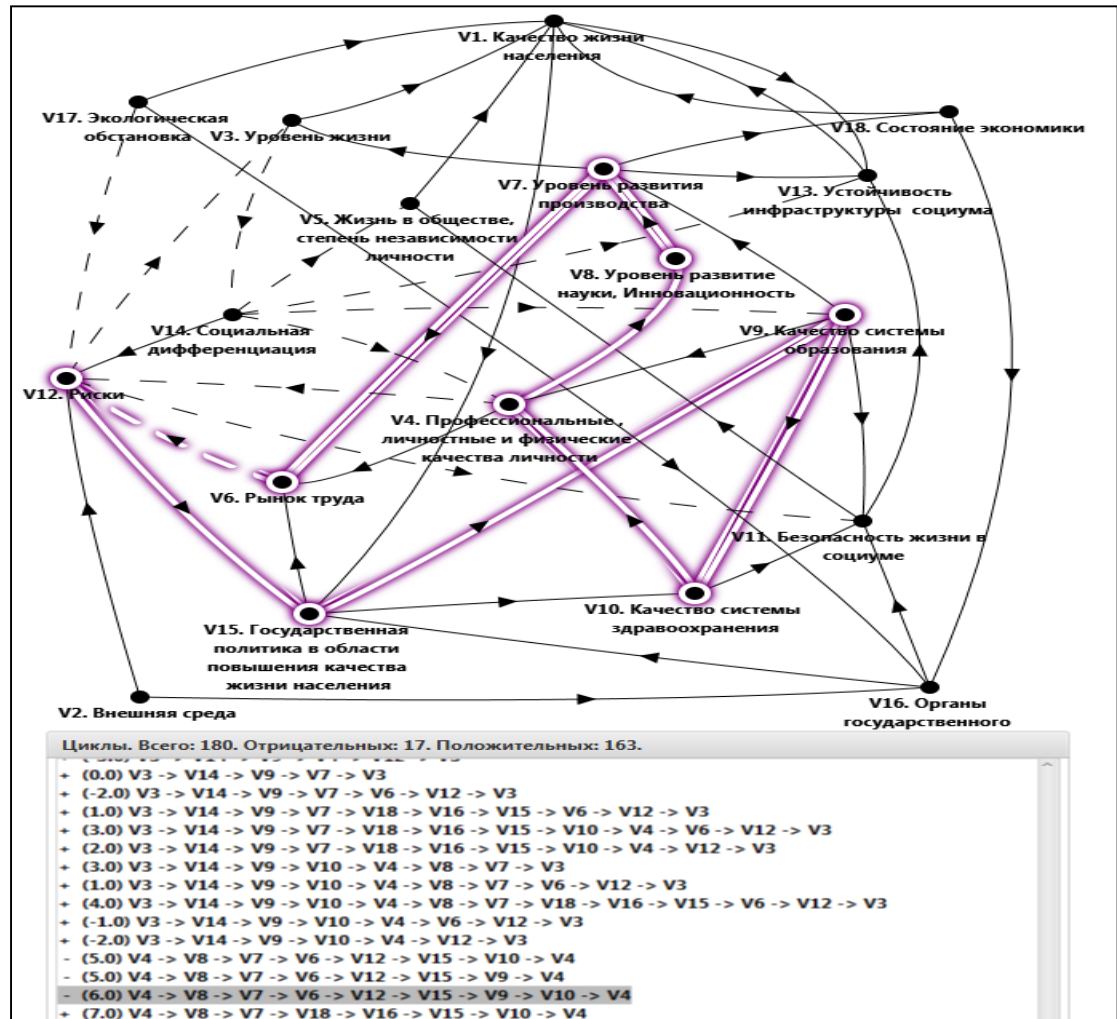 V1. Качество жизни
населения
V17. Экологическая
обстановка
V3. Уровень жизни
V18. Состояние экономики
V7. Уровень развития
производства
V13. Устойчивость
инфраструктуры социума
V5. Жизнь в обществе,
степень независимости
личности
V8. Уровень развитие
науки, Инновационность
V14. Социальная
дифференциация
V9. Качество системы
образования
V12. Риски
V4. Профессиональные ,
личностные и физические
качества личности
V6. Рынок труда
V11. Безопасность жизни в
социуме
V10. Качество системы
здравоохранения
V15. Государственная
политика в области
повышения качества
жизни населения
V2. Внешняя среда
V16. Органы
государственного
Циклы. Всего: 180. Отрицательных: 17. Положительных: 163.
+ (0.0) V3 -> V14 -> V9 -> V7 -> V3
+ (-2.0) V3 -> V14 -> V9 -> V7 -> V6 -> V12 -> V3
+ (1.0) V3 -> V14 -> V9 -> V7 -> V18 -> V16 -> V15 -> V6 -> V12 -> V3
+ (3.0) V3 -> V14 -> V9 -> V7 -> V18 -> V16 -> V15 -> V10 -> V4 -> V6 -> V12 -> V3
+ (2.0) V3 -> V14 -> V9 -> V7 -> V18 -> V16 -> V15 -> V10 -> V4 -> V12 -> V3
+ (3.0) V3 -> V14 -> V9 -> V10 -> V4 -> V8 -> V7 -> V3
+ (1.0) V3 -> V14 -> V9 -> V10 -> V4 -> V8 -> V7 -> V6 -> V12 -> V3
+ (4.0) V3 -> V14 -> V9 -> V10 -> V4 -> V8 -> V7 -> V18 -> V16 -> V15 -> V6 -> V12 -> V3
+ (-1.0) V3 -> V14 -> V9 -> V10 -> V4 -> V6 -> V12 -> V3
+ (-2.0) V3 -> V14 -> V9 -> V10 -> V4 -> V12 -> V3
- (5.0) V4 -> V8 -> V7 -> V6 -> V12 -> V15 -> V10 -> V4
- (5.0) V4 -> V8 -> V7 -> V6 -> V12 -> V15 -> V9 -> V4
- (6.0) V4 -> V8 -> V7 -> V6 -> V12 -> V15 -> V9 -> V10 -> V4
+ (7.0) V4 -> V8 -> V7 -> V18 -> V16 -> V15 -> V10 -> V4